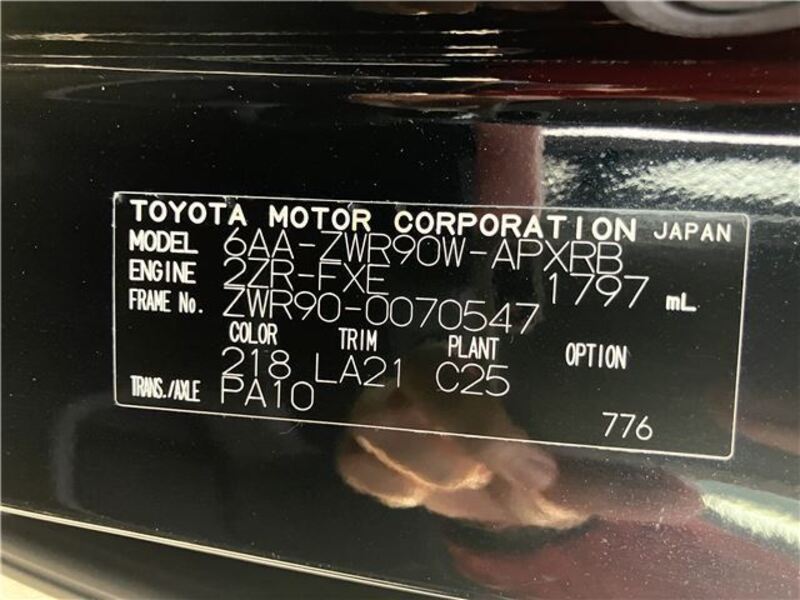 TOYOTA MOTOR CORPORATION JAPAN
MODEL 6AA-ZWR90W-APXRB
ENGINE 2ZR-FXE 1797 mL
FRAME No. ZWR90-0070547
COLOR TRIM PLANT OPTION
218 LA21 C25
TRANS./AXLE PA10
776